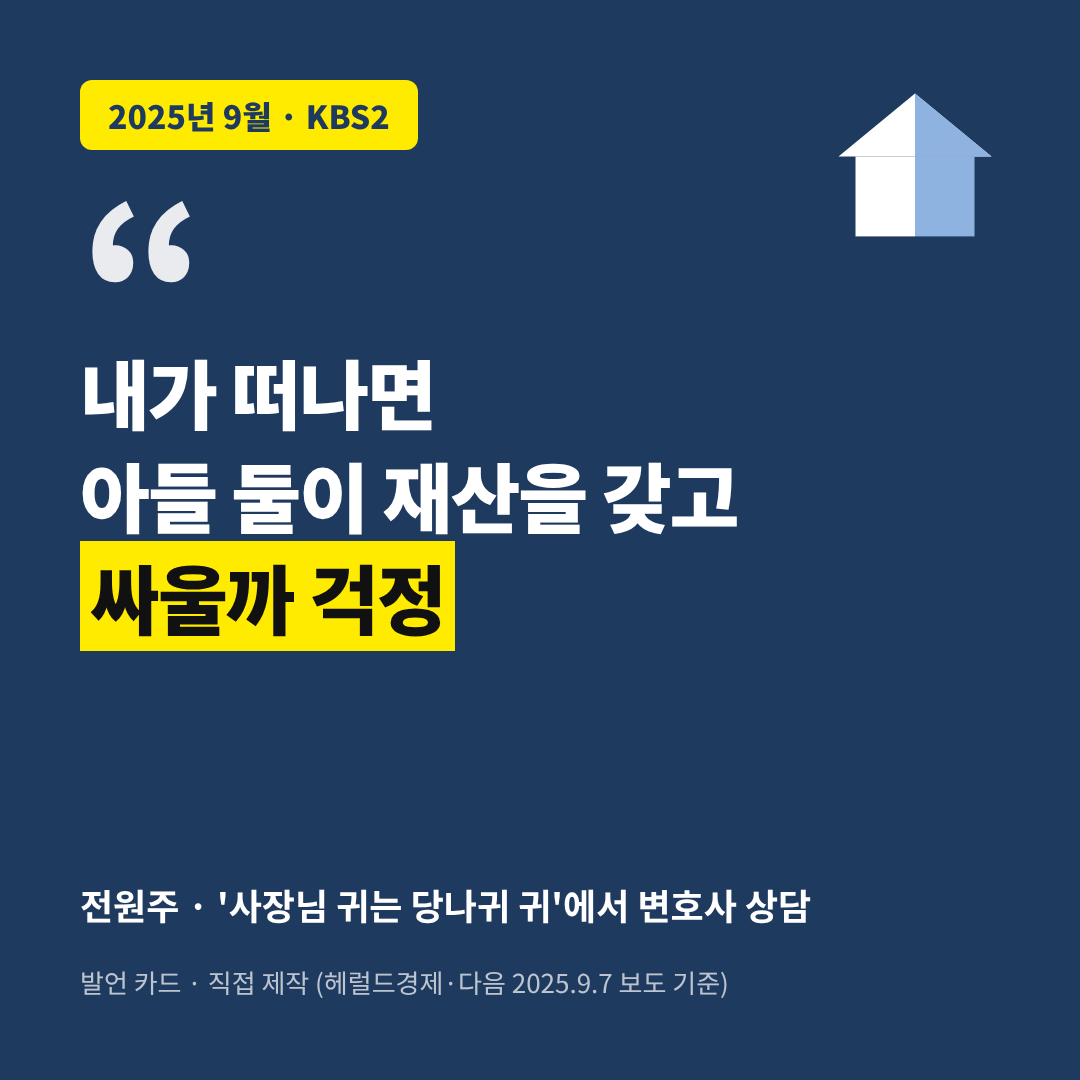 2025년 9월 · KBS2
“
내가 떠나면
아들 둘이 재산을 갖고
싸울까 걱정
전원주 · '사장님 귀는 당나귀 귀'에서 변호사 상담
발언 카드 · 직접 제작 (헤럴드경제·다음 2025.9.7 보도 기준)